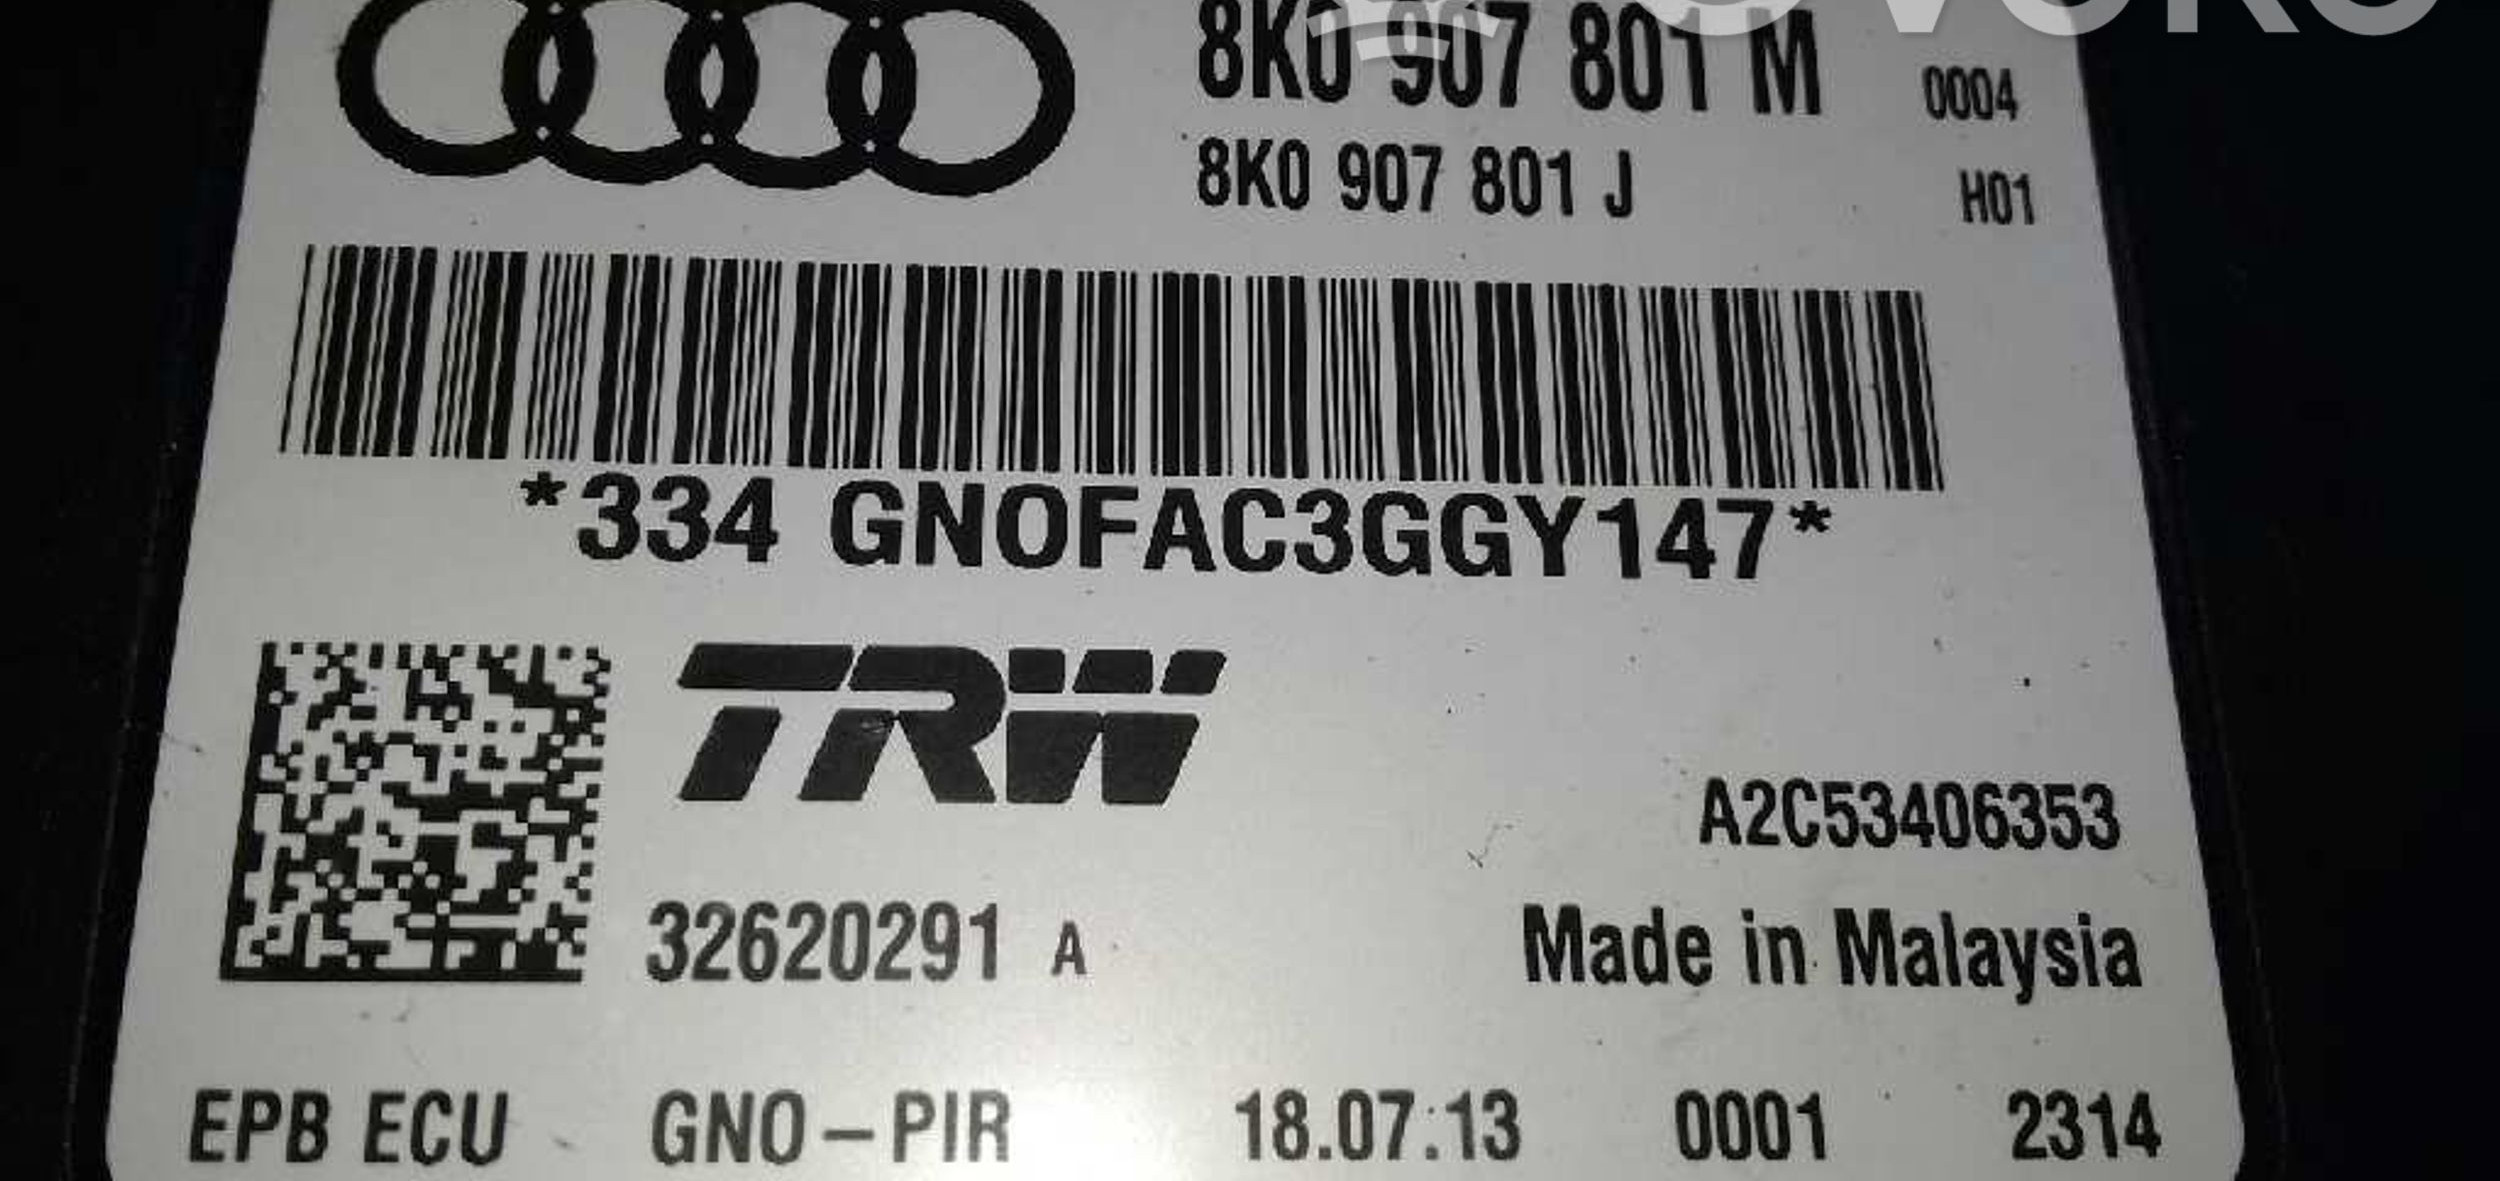 8K0 907 801 M 0004
8K0 907 801 J H01
*334 GNOFAC3GGY147*
TRW
A2C53406353
32620291 A Made in Malaysia
EPB ECU GNO-PIR 18.07.13 0001 2314